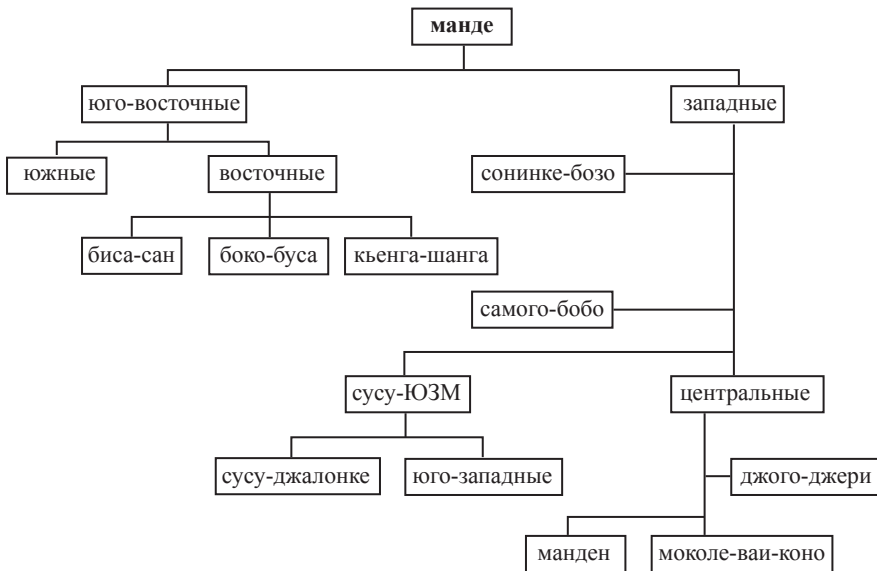 манде
юго-восточные
западные
южные
восточные
сонинке-бозо
биса-сан
боко-буса
кьенга-шанга
самого-бобо
сусу-ЮЗМ
центральные
сусу-джалонке
юго-западные
джого-джери
манден
моколе-ваи-коно